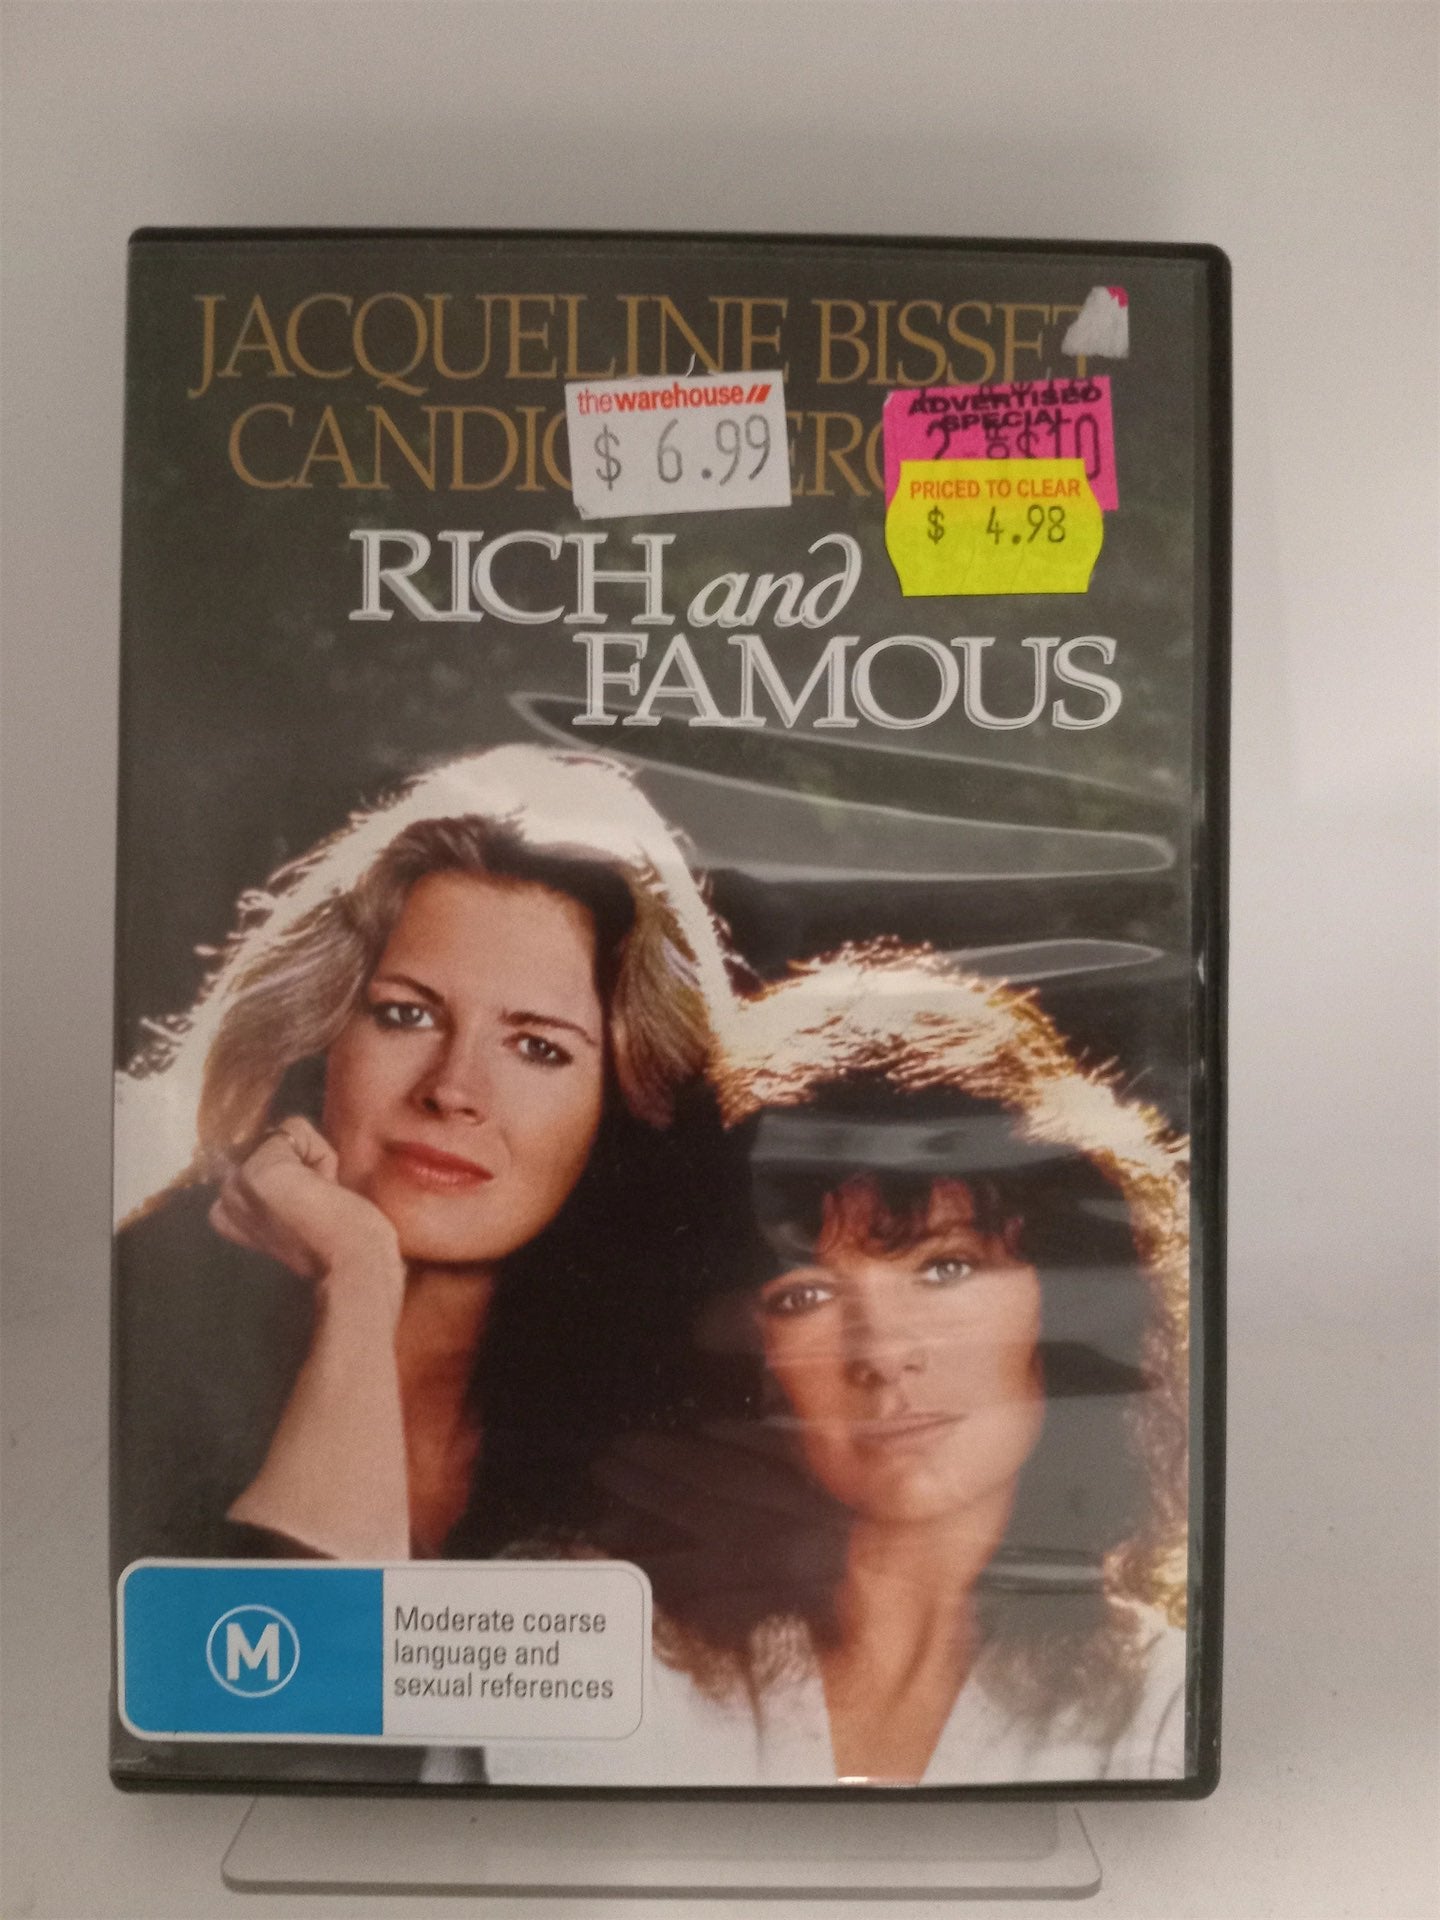 JACQUELINE BISSET
CANDIC ERG
thewarehouse
$ 6.99
ADVERTISED
SPECIAL
PRICED TO CLEAR
$ 4.98
RICH and
FAMOUS
M
Moderate coarse
language and
sexual references